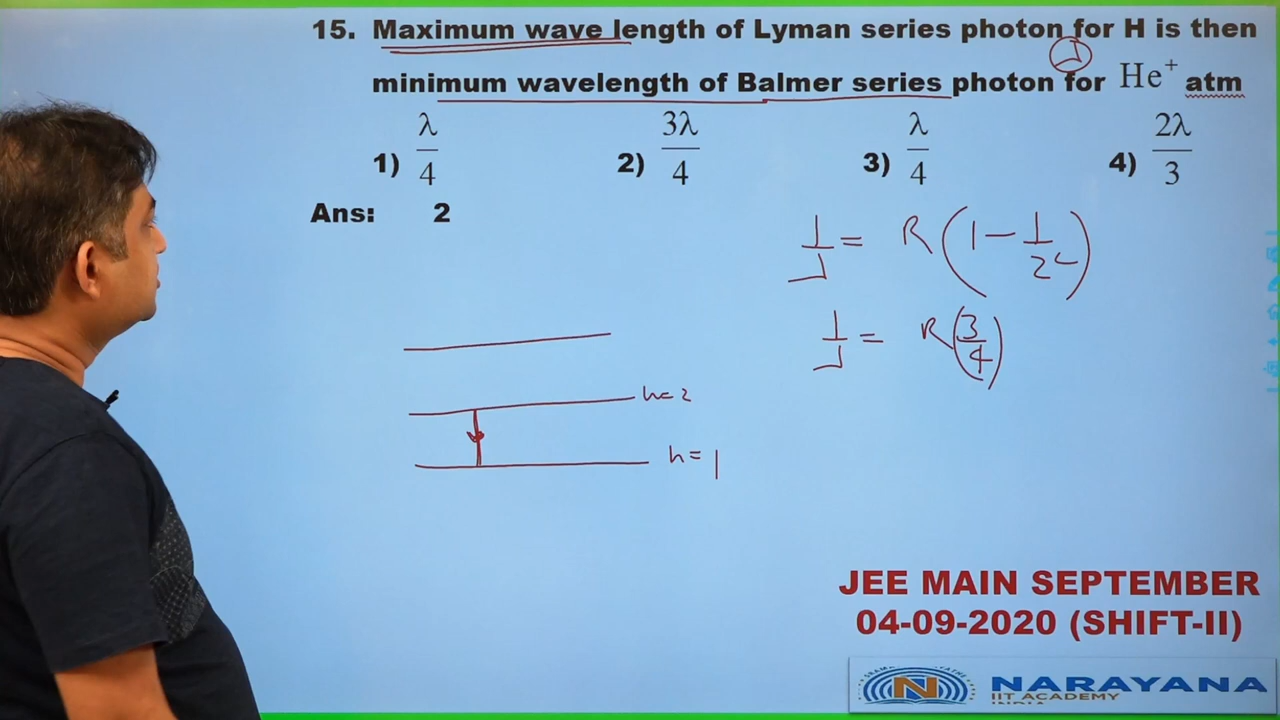 15. Maximum wave length of Lyman series photon for H is then
λ
minimum wavelength of Balmer series photon for He⁺ atm
1) λ/4 2) 3λ/4 3) λ/4 4) 2λ/3
Ans: 2
1/λ = R(1 − 1/2²)
1/λ = R(3/4)
n=2
n=1
JEE MAIN SEPTEMBER
04-09-2020 (SHIFT-II)
N NARAYANA
IIT ACADEMY
INDIA